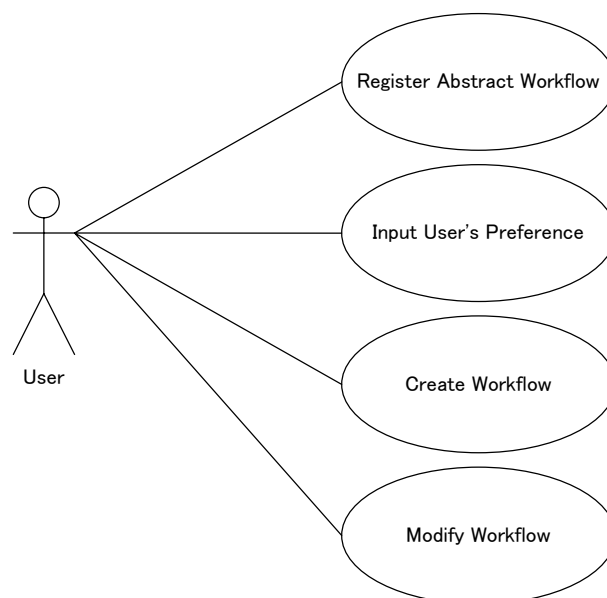 Register Abstract Workflow
Input User's Preference
User
Create Workflow
Modify Workflow